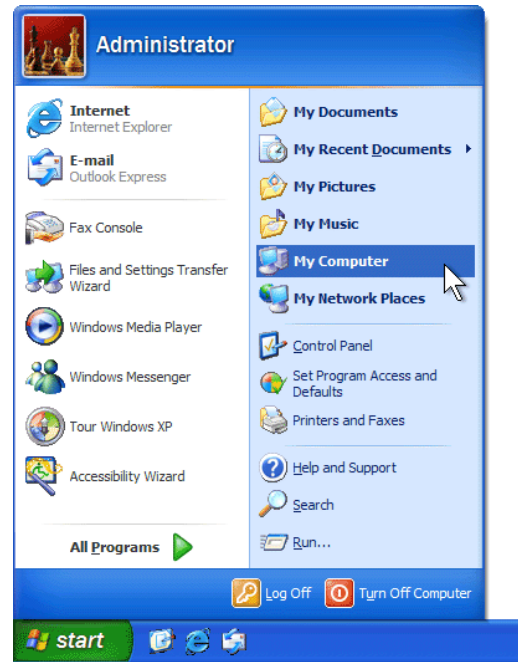 Administrator
Internet
Internet Explorer
E-mail
Outlook Express
Fax Console
Files and Settings Transfer
Wizard
Windows Media Player
Windows Messenger
Tour Windows XP
Accessibility Wizard
All Programs
My Documents
My Recent Documents
My Pictures
My Music
My Computer
My Network Places
Control Panel
Set Program Access and
Defaults
Printers and Faxes
Help and Support
Search
Run...
Log Off
Turn Off Computer
start